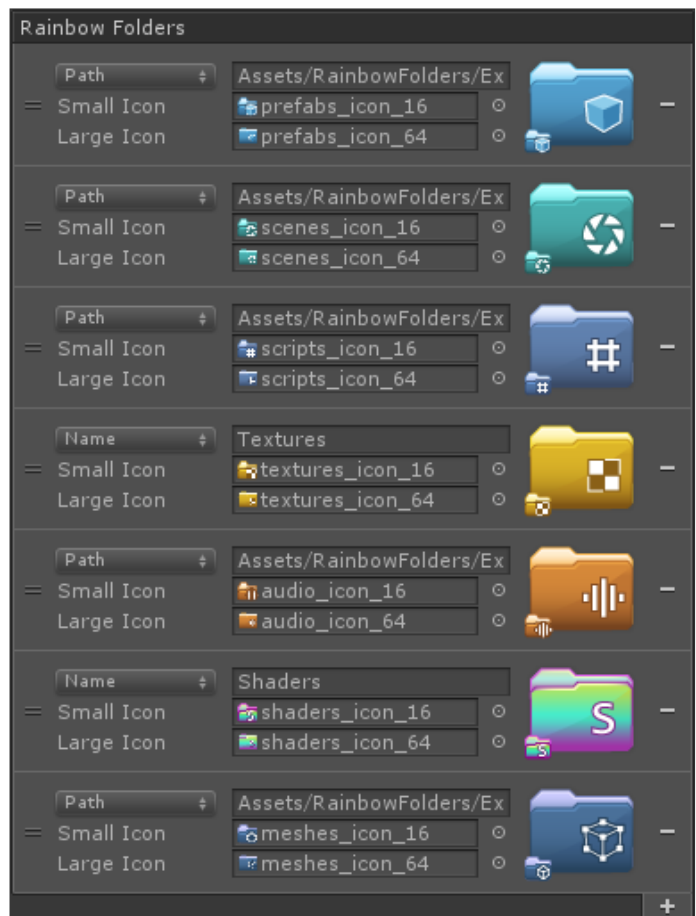 Rainbow Folders
Path Assets/RainbowFolders/Ex
Small Icon prefabs_icon_16
Large Icon prefabs_icon_64
Path Assets/RainbowFolders/Ex
Small Icon scenes_icon_16
Large Icon scenes_icon_64
Path Assets/RainbowFolders/Ex
Small Icon scripts_icon_16
Large Icon scripts_icon_64
#
Name Textures
Small Icon textures_icon_16
Large Icon textures_icon_64
Path Assets/RainbowFolders/Ex
Small Icon audio_icon_16
Large Icon audio_icon_64
Name Shaders
Small Icon shaders_icon_16
Large Icon shaders_icon_64
S
Path Assets/RainbowFolders/Ex
Small Icon meshes_icon_16
Large Icon meshes_icon_64